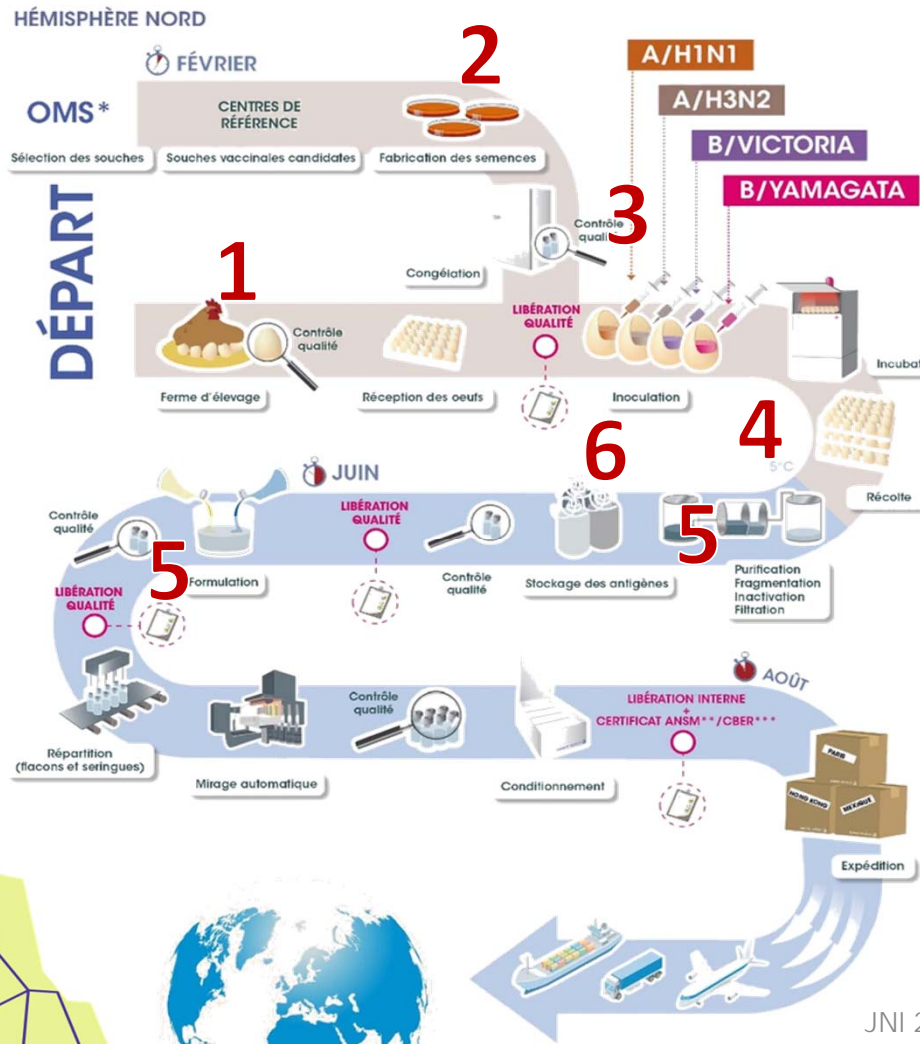 HÉMISPHÈRE NORD
FÉVRIER
2
A/H1N1
A/H3N2
B/VICTORIA
B/YAMAGATA
OMS*
CENTRES DE
RÉFÉRENCE
Sélection des souches
Souches vaccinales candidates
Fabrication des semences
DÉPART
3
Contrôle
qualité
Congélation
1
Contrôle
qualité
LIBÉRATION
QUALITÉ
Ferme d'élevage
Réception des oeufs
Inoculation
Incubat
4
5°C
Récolte
6
JUIN
LIBÉRATION
QUALITÉ
Contrôle
qualité
Stockage des antigènes
5
Purification
Fragmentation
Inactivation
Filtration
Contrôle
qualité
5
Formulation
LIBÉRATION
QUALITÉ
AOÛT
Répartition
(flacons et seringues)
Mirage automatique
Contrôle
qualité
Conditionnement
LIBÉRATION INTERNE
+
CERTIFICAT ANSM**/CBER***
PARIS
HONG KONG
MEXIQUE
Expédition
JNI 2